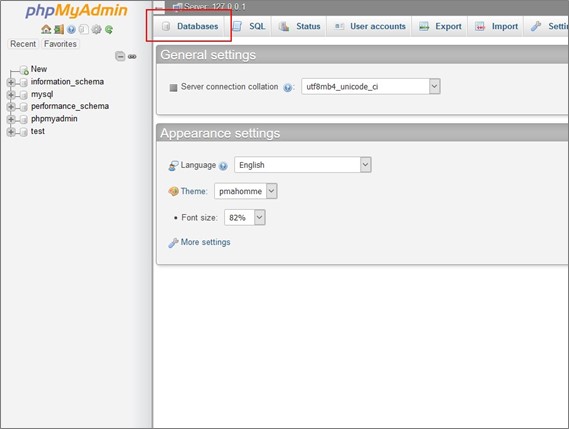 phpMyAdmin
Recent Favorites
New
information_schema
mysql
performance_schema
phpmyadmin
test
Server: 127.0.0.1
Databases SQL Status User accounts Export Import
General settings
Server connection collation : utf8mb4_unicode_ci
Appearance settings
Language English
Theme: pmahomme
Font size: 82%
More settings